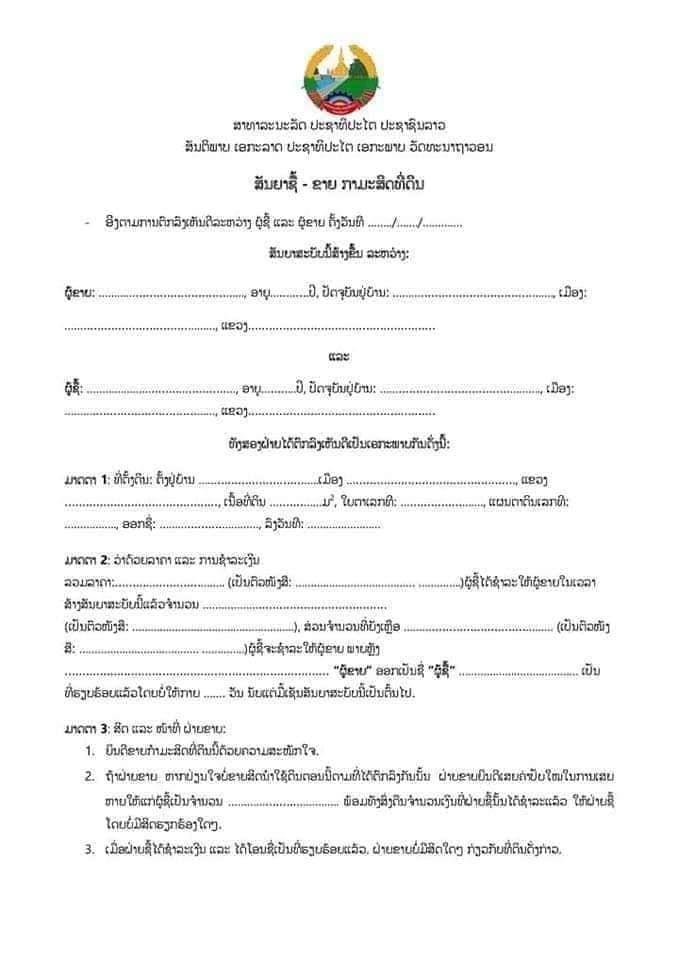 ສາທາລະນະລັດ ປະຊາທິປະໄຕ ປະຊາຊົນລາວ
ສັນຕິພາບ ເອກະລາດ ປະຊາທິປະໄຕ ເອກະພາບ ວັດທະນາຖາວອນ
ສັນຍາຊື້ - ຂາຍ ກາມະສິດທີ່ດິນ
- ອີງຕາມການຕົກລົງເຫັນດີລະຫວ່າງ ຜູ້ຊື້ ແລະ ຜູ້ຂາຍ ຄັ້ງວັນທີ ......./....../............
ສັນຍາສະບັບນີ້ສ້າງຂຶ້ນ ລະຫວ່າງ:
ຜູ້ຂາຍ: ..........................................., ອາຍຸ............ປີ, ປັດຈຸບັນຢູ່ບ້ານ: ................................................, ເມືອງ:
............................................., ແຂວງ........................................................
ແລະ
ຜູ້ຊື້: ............................................, ອາຍຸ...........ປີ, ປັດຈຸບັນຢູ່ບ້ານ: ................................................, ເມືອງ:
............................................., ແຂວງ........................................................
ທັງສອງຝ່າຍໄດ້ຕົກລົງເຫັນດີເປັນເອກະພາບກັນດັ່ງນີ້:
ມາດຕາ 1: ທີ່ຕັ້ງດິນ: ຕັ້ງຢູ່ບ້ານ ....................................ເມືອງ .................................................., ແຂວງ
.............................................., ເນື້ອທີ່ດິນ ................ມ², ໃບຕາເລກທີ: ........................., ແຜນຕາດິນເລກທີ:
................, ອອກຊື່: .............................., ລົງວັນທີ: ......................
ມາດຕາ 2: ວ່າດ້ວຍລາຄາ ແລະ ການຊໍາລະເງິນ
ລວມລາຄາ:................................. (ເປັນຕົວໜັງສື: .................................... .............)ຜູ້ຊື້ໄດ້ຊໍາລະໃຫ້ຜູ້ຂາຍໃນເວລາ
ສ້າງສັນຍາສະບັບນີ້ແລ້ວຈໍານວນ .......................................................
(ເປັນຕົວໜັງສື: .................................................), ສ່ວນຈໍານວນທີ່ຍັງເຫຼືອ ............................................. (ເປັນຕົວໜັງ
ສື: .................................... .............)ຜູ້ຊື້ຈະຊໍາລະໃຫ້ຜູ້ຂາຍ ພາຍຫຼັງ
............................................................................... “ຜູ້ຂາຍ” ອອກເປັນຊື່ “ຜູ້ຊື້” .................................... ເປັນ
ທີ່ຮຽບຮ້ອຍແລ້ວໂດຍບໍ່ໃຫ້ກາຍ ....... ວັນ ນັບແຕ່ມື້ເຊັນສັນຍາສະບັບນີ້ເປັນຕົ້ນໄປ.
ມາດຕາ 3: ສິດ ແລະ ໜ້າທີ່ ຝ່າຍຂາຍ:
1. ຍິນດີຂາຍກໍາມະສິດທີ່ດິນນີ້ດ້ວຍຄວາມສະໝັກໃຈ.
2. ຖ້າຝ່າຍຂາຍ ຫາກປ່ຽນໃຈບໍ່ຂາຍສິດນໍາໃຊ້ດິນຕອນນີ້ຕາມທີ່ໄດ້ຕົກລົງກັນນັ້ນ ຝ່າຍຂາຍຍິນດີເສຍຄ່າປັບໃໝໃນການເສຍ
ຫາຍໃຫ້ແກ່ຜູ້ຊື້ເປັນຈໍານວນ ................................. ພ້ອມທັງສົ່ງຄືນຈໍານວນເງິນທີ່ຝ່າຍຊື້ນັ້ນໄດ້ຊໍາລະແລ້ວ ໃຫ້ຝ່າຍຊື້
ໂດຍບໍ່ມີສິດຮຽກຮ້ອງໃດໆ.
3. ເມື່ອຝ່າຍຊື້ໄດ້ຊໍາລະເງິນ ແລະ ໄດ້ໂອນຊື່ເປັນທີ່ຮຽບຮ້ອຍແລ້ວ, ຝ່າຍຂາຍບໍ່ມີສິດໃດໆ ກ່ຽວກັບທີ່ດິນດັ່ງກ່າວ.